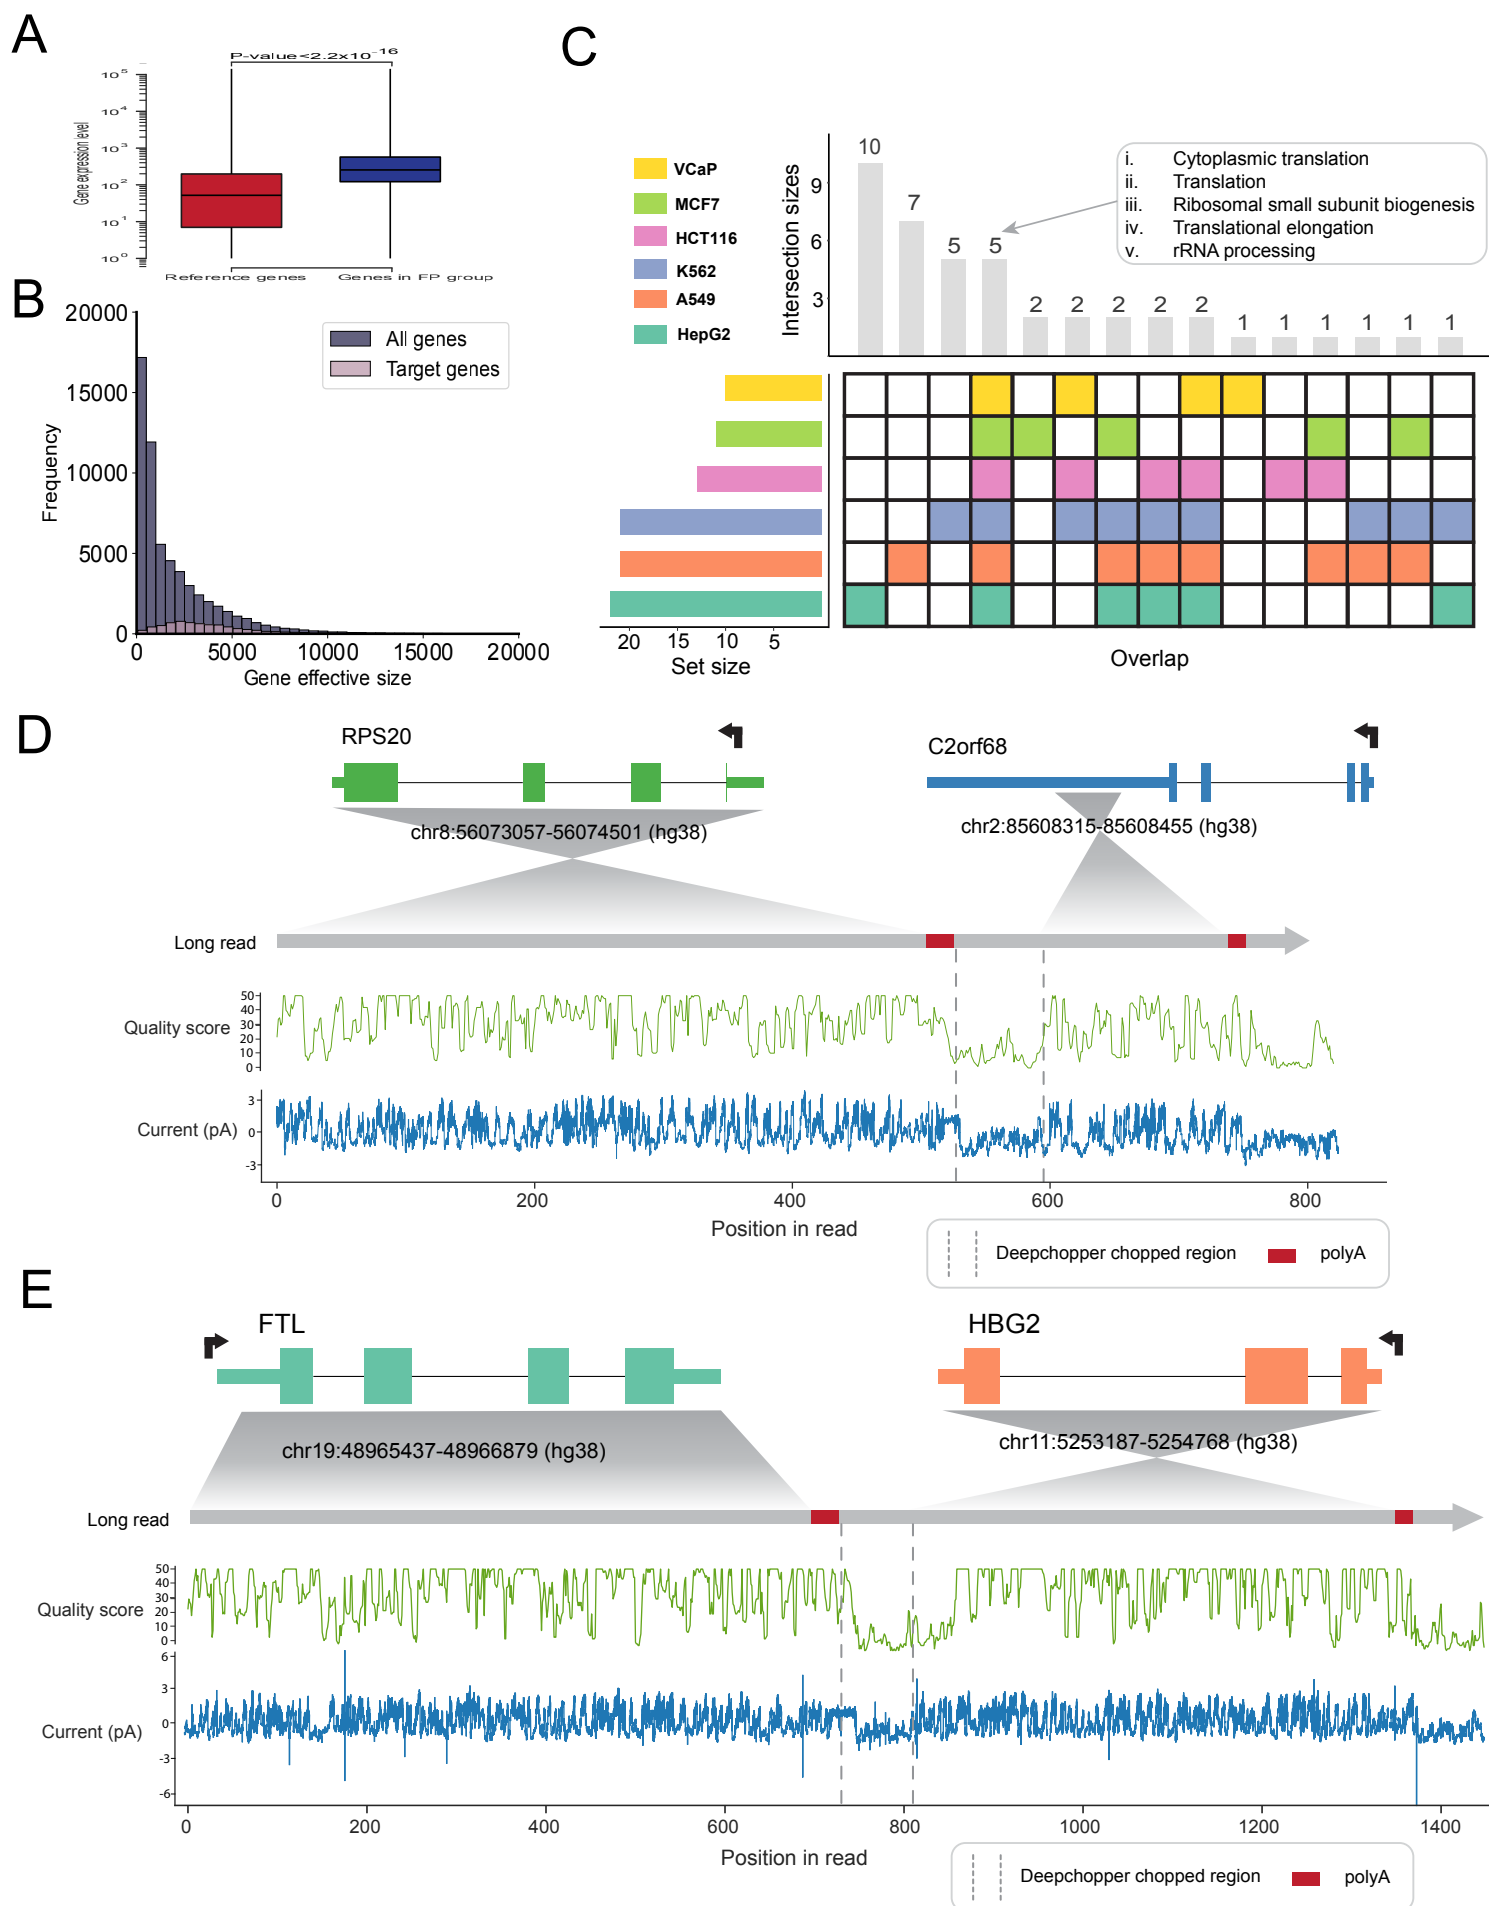 A
P-value<2.2x10⁻¹⁶
Gene expression level
10⁵
10⁴
10³
10²
10¹
10⁰
Reference genes
Genes in FP group
B
20000
15000
10000
5000
0
Frequency
All genes
Target genes
0
5000
10000
15000
20000
Gene effective size
C
VCaP
MCF7
HCT116
K562
A549
HepG2
Intersection sizes
9
6
3
10
7
5
5
2
2
2
2
2
1
1
1
1
1
1
i. Cytoplasmic translation
ii. Translation
iii. Ribosomal small subunit biogenesis
iv. Translational elongation
v. rRNA processing
20
15
10
5
Set size
Overlap
D
RPS20
C2orf68
chr8:56073057-56074501 (hg38)
chr2:85608315-85608455 (hg38)
Long read
Quality score
50
40
30
20
10
0
Current (pA)
3
0
-3
0
200
400
600
800
Position in read
Deepchopper chopped region
polyA
E
FTL
HBG2
chr19:48965437-48966879 (hg38)
chr11:5253187-5254768 (hg38)
Long read
Quality score
50
40
30
20
10
0
Current (pA)
6
3
0
-3
-6
0
200
400
600
800
1000
1200
1400
Position in read
Deepchopper chopped region
polyA